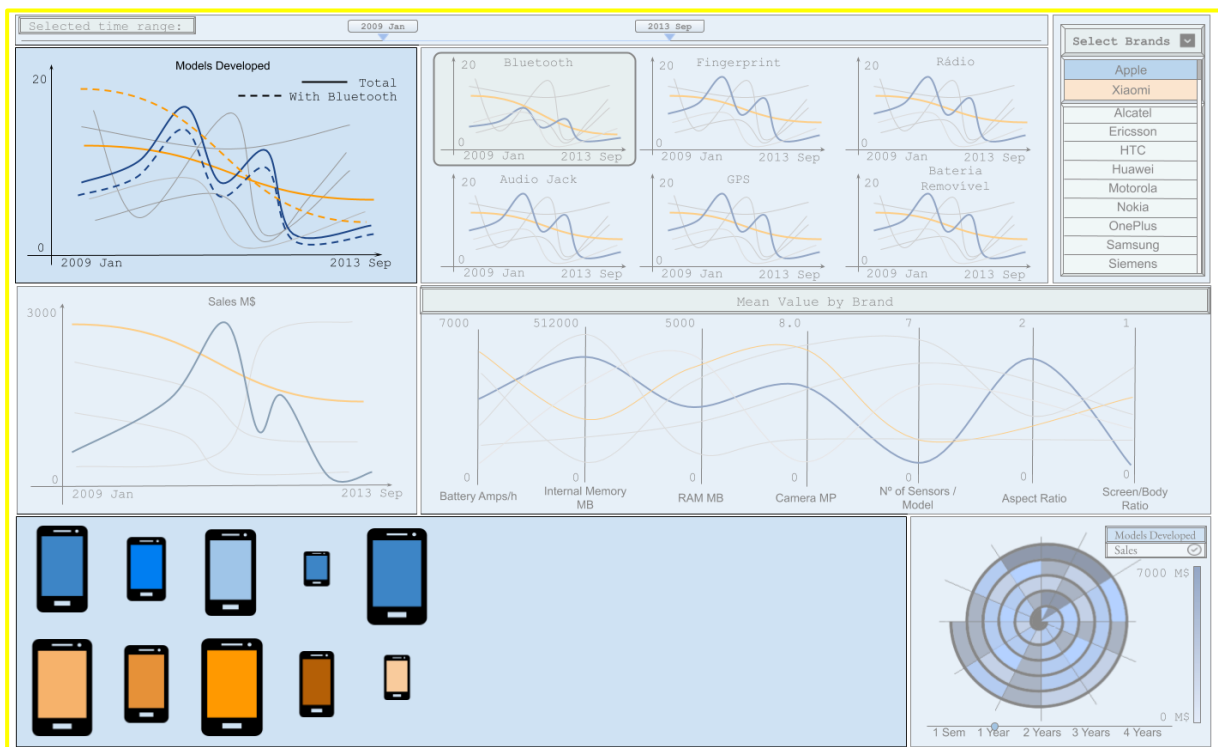 Selected time range:
2009 Jan
2013 Sep
Select Brands
Apple
Xiaomi
Alcatel
Ericsson
HTC
Huawei
Motorola
Nokia
OnePlus
Samsung
Siemens
Models Developed
20
Total
With Bluetooth
0
2009 Jan
2013 Sep
Bluetooth
20
0
2009 Jan
2013 Sep
Fingerprint
20
0
2009 Jan
2013 Sep
Rádio
20
0
2009 Jan
2013 Sep
Audio Jack
20
0
2009 Jan
2013 Sep
GPS
20
0
2009 Jan
2013 Sep
Bateria
Removivel
20
0
2009 Jan
2013 Sep
Sales M$
3000
0
2009 Jan
2013 Sep
Mean Value by Brand
7000
512000
5000
8.0
7
2
1
0
0
0
0
0
0
0
Battery Amps/h
Internal Memory
MB
RAM MB
Camera MP
Nº of Sensors /
Model
Aspect Ratio
Screen/Body
Ratio
Models Developed
Sales
7000 M$
0 M$
1 Sem
1 Year
2 Years
3 Years
4 Years